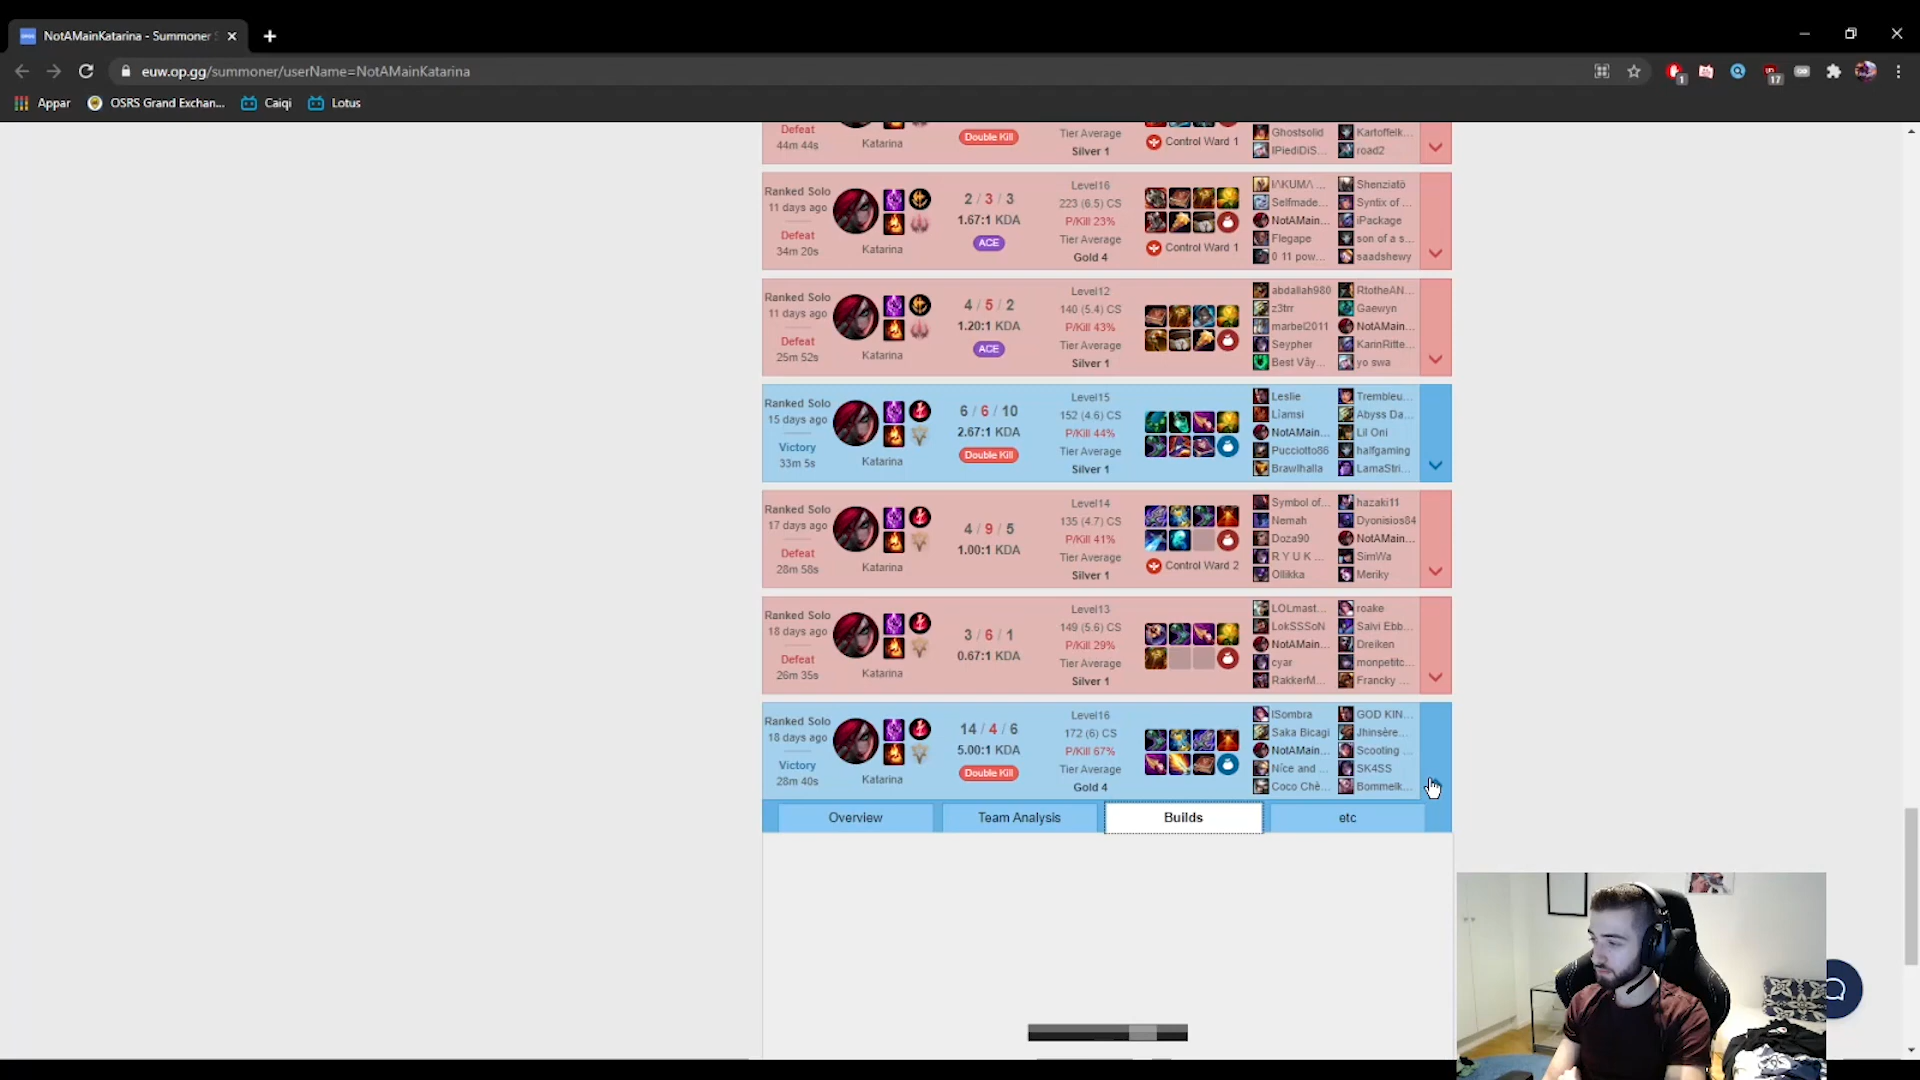 NotAMainKatarina - Summoner S
euw.op.gg/summoner/userName=NotAMainKatarina
1
17
Appar
OSRS Grand Exchan...
Caiqi
Lotus
Defeat
44m 44s
Katarina
Double Kill
Tier Average
Silver 1
Control Ward 1
Ghostsolid
Kartoffelk...
IPiediDiS...
road2
Ranked Solo
11 days ago
Defeat
34m 20s
Katarina
2 / 3 / 3
1.67:1 KDA
ACE
Level16
223 (6.5) CS
P/Kill 23%
Tier Average
Gold 4
Control Ward 1
Shenziatö
Selfmade...
Syntix of ...
NotAMain...
iPackage
Flegape
son of a s...
0 11 pow...
saadshewy
Ranked Solo
11 days ago
Defeat
25m 52s
Katarina
4 / 5 / 2
1.20:1 KDA
ACE
Level12
140 (5.4) CS
P/Kill 43%
Tier Average
Silver 1
abdallah980
RtotheAN...
z3trr
Gaewyn
marbel2011
NotAMain...
Seypher
KarinRitte...
Best Vây...
yo swa
Ranked Solo
15 days ago
Victory
33m 5s
Katarina
6 / 6 / 10
2.67:1 KDA
Double Kill
Level15
152 (4.6) CS
P/Kill 44%
Tier Average
Silver 1
Leslie
Trembleu...
Líamsi
Abyss Da...
NotAMain...
Lil Oni
Pucciotto86
halfgaming
Brawlhalla
LamaStri...
Ranked Solo
17 days ago
Defeat
28m 58s
Katarina
4 / 9 / 5
1.00:1 KDA
Level14
135 (4.7) CS
P/Kill 41%
Tier Average
Silver 1
Control Ward 2
Symbol of...
hazaki11
Nemah
Dyonisios84
Doza90
NotAMain...
R Y U K ...
SimWa
Ollikka
Meriky
Ranked Solo
18 days ago
Defeat
26m 35s
Katarina
3 / 6 / 1
0.67:1 KDA
Level13
149 (5.6) CS
P/Kill 29%
Tier Average
Silver 1
LOLmast...
roake
LokSSSoN
Salvi Ebb...
NotAMain...
Dreiken
cyar
monpetitc...
RakkerM...
Francky ...
Ranked Solo
18 days ago
Victory
28m 40s
Katarina
14 / 4 / 6
5.00:1 KDA
Double Kill
Level16
172 (6) CS
P/Kill 67%
Tier Average
Gold 4
ISombra
GOD KIN...
Saka Bicagi
Jhinsère...
NotAMain...
Scooting ...
Nice and ...
SK4SS
Coco Chè...
Bommelk...
Overview
Team Analysis
Builds
etc